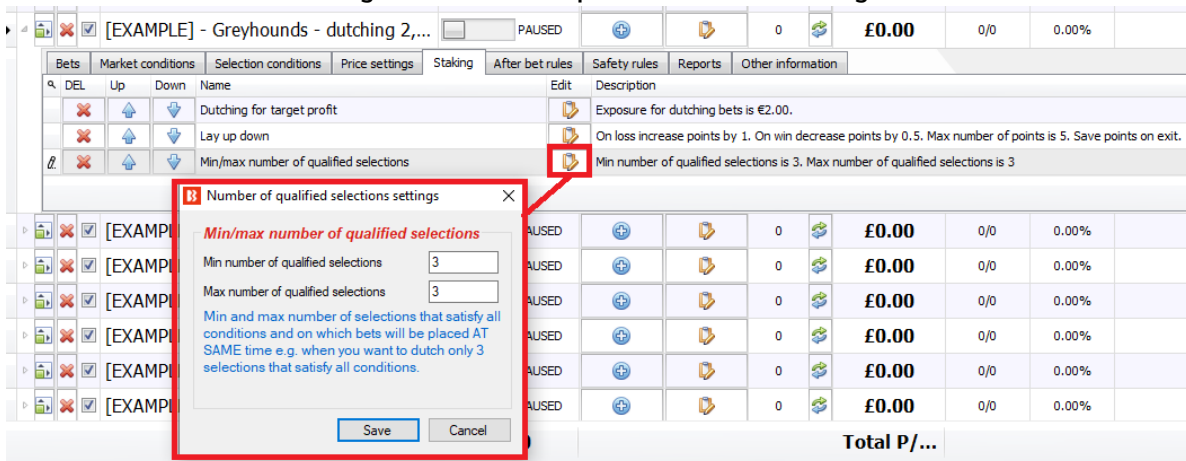 [EXAMPLE] - Greyhounds - dutching 2,... PAUSED 0 £0.00 0/0 0.00%
Bets Market conditions Selection conditions Price settings Staking After bet rules Safety rules Reports Other information
DEL Up Down Name Edit Description
Dutching for target profit Exposure for dutching bets is €2.00.
Lay up down On loss increase points by 1. On win decrease points by 0.5. Max number of points is 5. Save points on exit.
Min/max number of qualified selections Min number of qualified selections is 3. Max number of qualified selections is 3
Number of qualified selections settings
[EXAMP AUSED 0 £0.00 0/0 0.00%
Min/max number of qualified selections
Min number of qualified selections 3
[EXAMP AUSED 0 £0.00 0/0 0.00%
Max number of qualified selections 3
[EXAMP AUSED 0 £0.00 0/0 0.00%
Min and max number of selections that satisfy all
conditions and on which bets will be placed AT
[EXAMP AUSED 0 £0.00 0/0 0.00%
SAME time e.g. when you want to dutch only 3
selections that satisfy all conditions.
[EXAMP AUSED 0 £0.00 0/0 0.00%
[EXAMP AUSED 0 £0.00 0/0 0.00%
Save Cancel
Total P/...